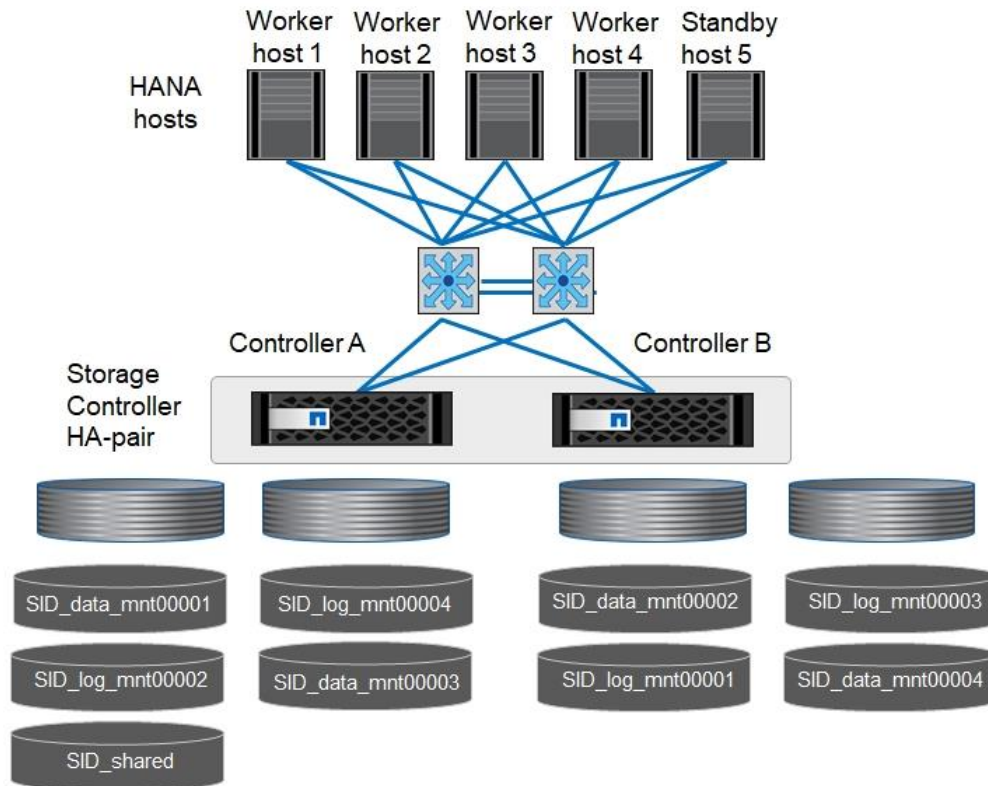 Worker
host 1
Worker
host 2
Worker
host 3
Worker
host 4
Standby
host 5
HANA
hosts
Controller A
Controller B
Storage
Controller
HA-pair
SID_data_mnt00001
SID_log_mnt00004
SID_data_mnt00002
SID_log_mnt00003
SID_log_mnt00002
SID_data_mnt00003
SID_log_mnt00001
SID_data_mnt00004
SID_shared